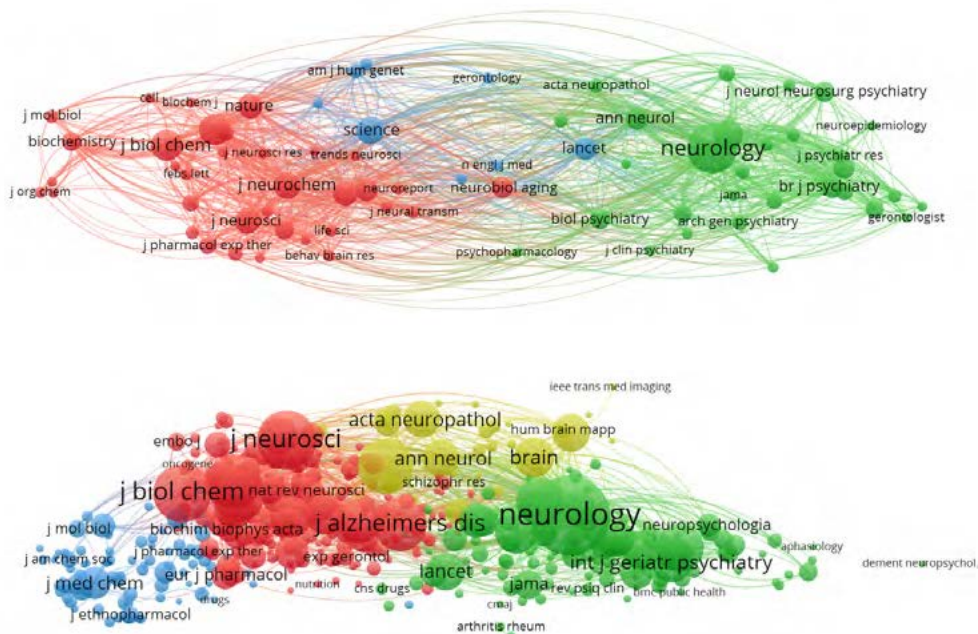 am j hum genet
gerontology
acta neuropathol
j neurol neurosurg psychiatry
cell
biochem j
nature
j mol biol
science
ann neurol
neuroepidemiology
biochemistry
j biol chem
j neurosci res
trends neurosci
lancet
neurology
j psychiatr res
febs lett
n engl j med
j org chem
j neurochem
neuroreport
neurobiol aging
jama
br j psychiatry
j neurosci
j neural transm
biol psychiatry
arch gen psychiatry
gerontologist
life sci
j pharmacol exp ther
behav brain res
psychopharmacology
j clin psychiatry
ieee trans med imaging
acta neuropathol
hum brain mapp
embo j
j neurosci
oncogene
ann neurol
brain
schizophr res
j biol chem
nat rev neurosci
j mol biol
biochim biophys acta
j alzheimers dis
neurology
neuropsychologia
j am chem soc
j pharmacol exp ther
exp gerontol
aphasiology
dement neuropsychol
j med chem
eur j pharmacol
nutrition
lancet
int j geriatr psychiatry
drugs
cns drugs
jama
rev psiq clin
bmc public health
j ethnopharmacol
cmaj
arthritis rheum